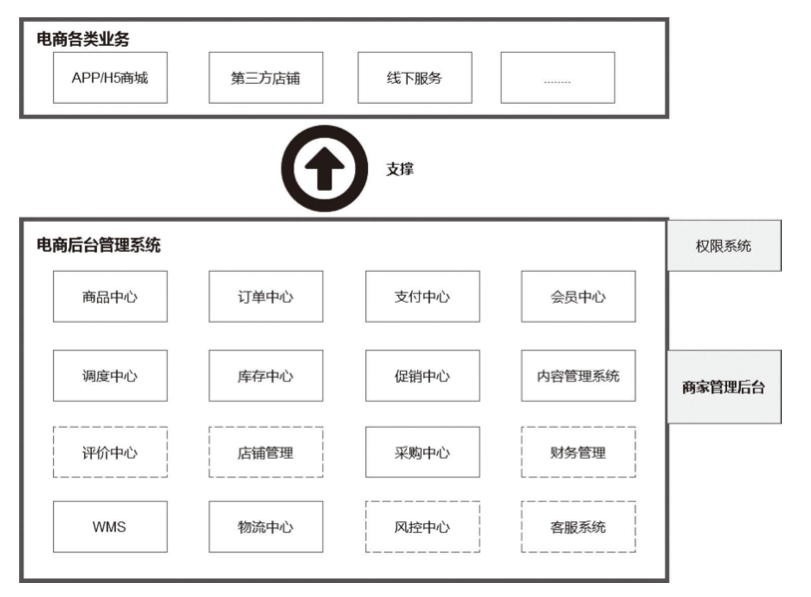 电商各类业务
APP/H5商城 第三方店铺 线下服务 ........
支撑
电商后台管理系统
权限系统
商品中心 订单中心 支付中心 会员中心
调度中心 库存中心 促销中心 内容管理系统
商家管理后台
评价中心 店铺管理 采购中心 财务管理
WMS 物流中心 风控中心 客服系统